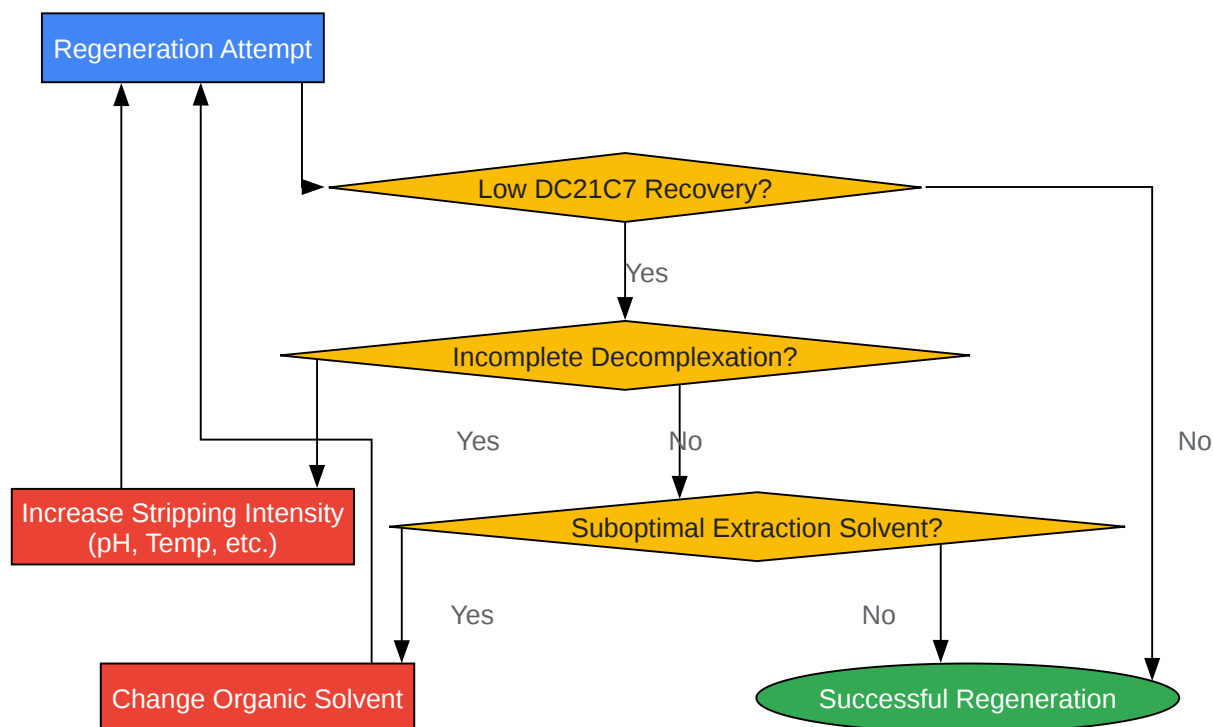 Regeneration Attempt
Low DC21C7 Recovery?
Yes
Incomplete Decomplexation?
Yes
No
No
Increase Stripping Intensity
(pH, Temp, etc.)
Suboptimal Extraction Solvent?
Yes
No
Change Organic Solvent
Successful Regeneration